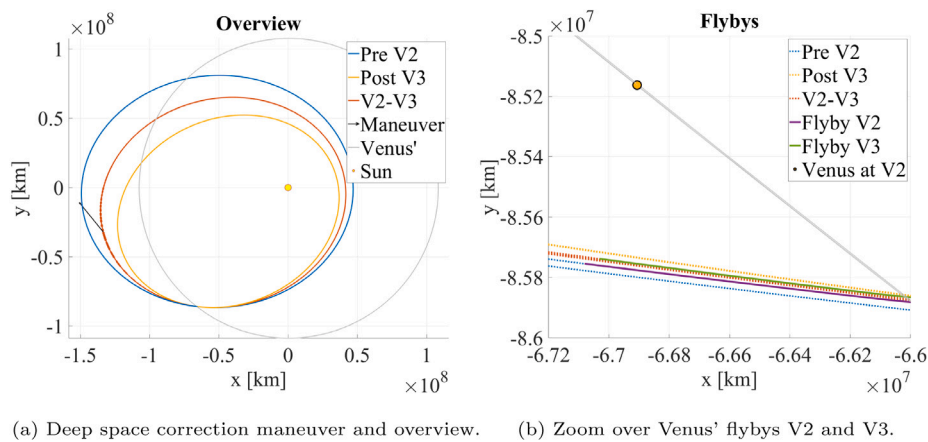 Overview
×10^8
1
0.5
0
-0.5
-1
y [km]
-1.5
-1
-0.5
0
0.5
1
x [km]
×10^8
Pre V2
Post V3
V2-V3
Maneuver
Venus'
Sun
(a) Deep space correction maneuver and overview.
Flybys
×10^7
-8.5
-8.52
-8.54
-8.56
-8.58
-8.6
y [km]
-6.72
-6.7
-6.68
-6.66
-6.64
-6.62
-6.6
x [km]
×10^7
Pre V2
Post V3
V2-V3
Flyby V2
Flyby V3
Venus at V2
(b) Zoom over Venus' flybys V2 and V3.